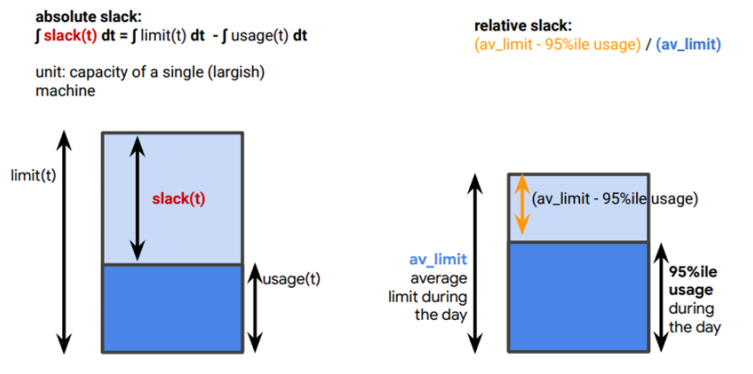 absolute slack:
∫ slack(t) dt = ∫ limit(t) dt - ∫ usage(t) dt
unit: capacity of a single (largish)
machine
limit(t)
slack(t)
usage(t)
relative slack:
(av_limit - 95%ile usage) / (av_limit)
(av_limit - 95%ile usage)
av_limit
average
limit during
the day
95%ile
usage
during
the day